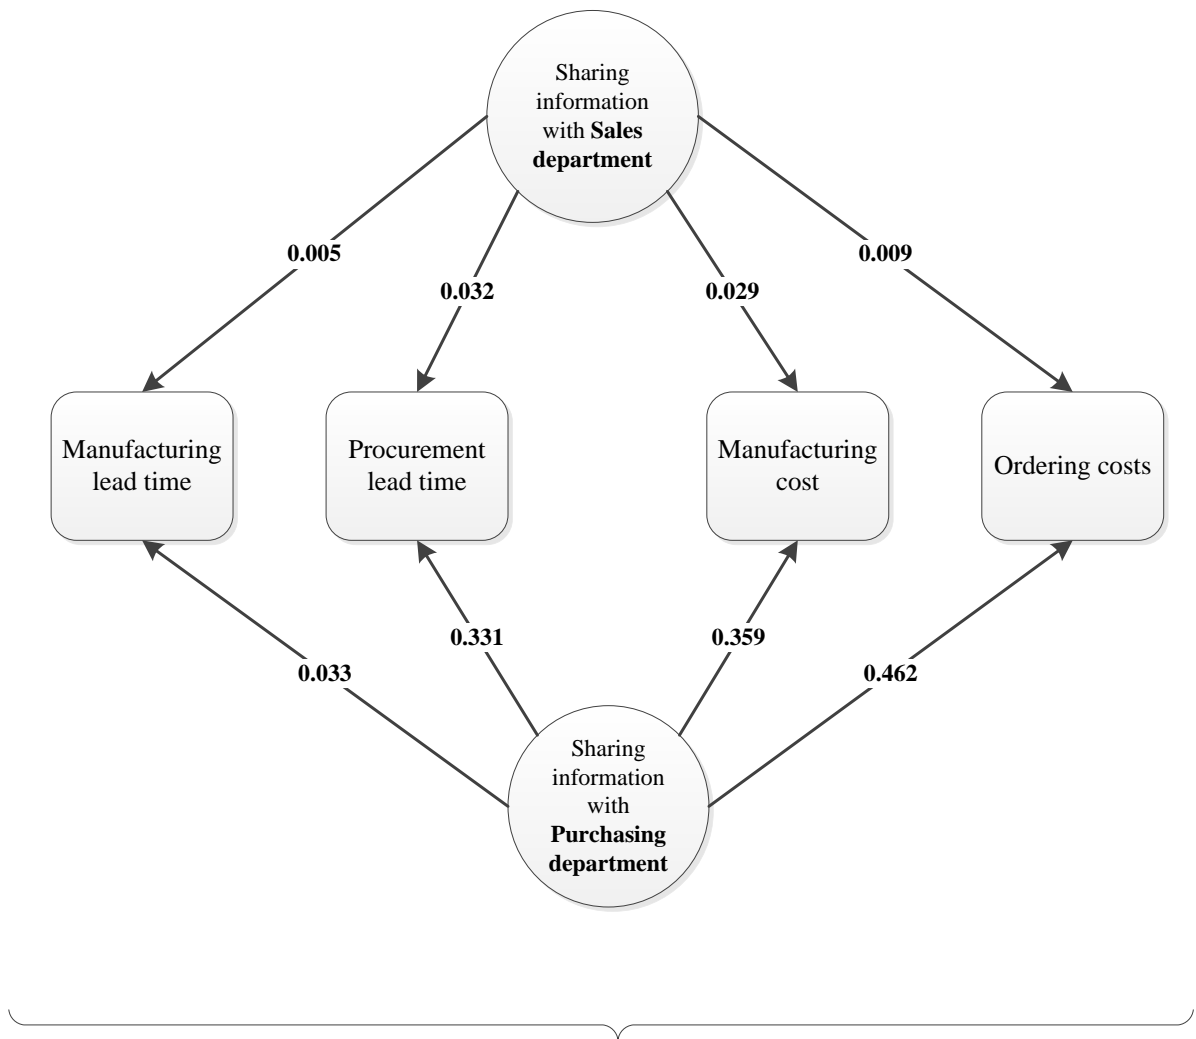 Sharing
information
with Sales
department
0.005
0.009
0.032
0.029
Manufacturing
lead time
Procurement
lead time
Manufacturing
cost
Ordering costs
0.331
0.359
0.033
0.462
Sharing
information
with
Purchasing
department